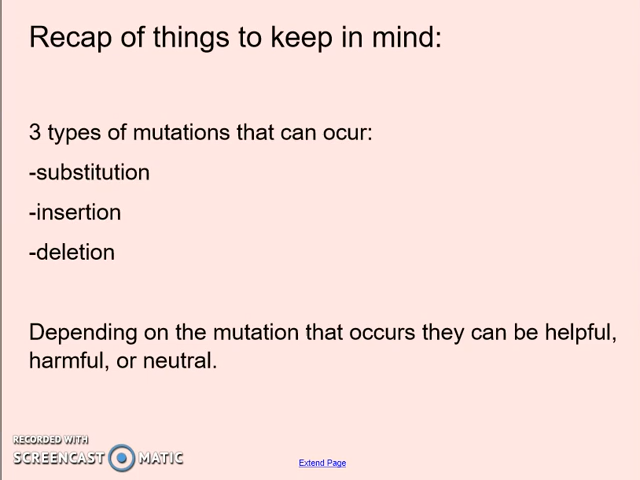 Recap of things to keep in mind:
3 types of mutations that can ocur:
-substitution
-insertion
-deletion
Depending on the mutation that occurs they can be helpful,
harmful, or neutral.
RECORDED WITH
SCREENCAST MATIC
Extend Page